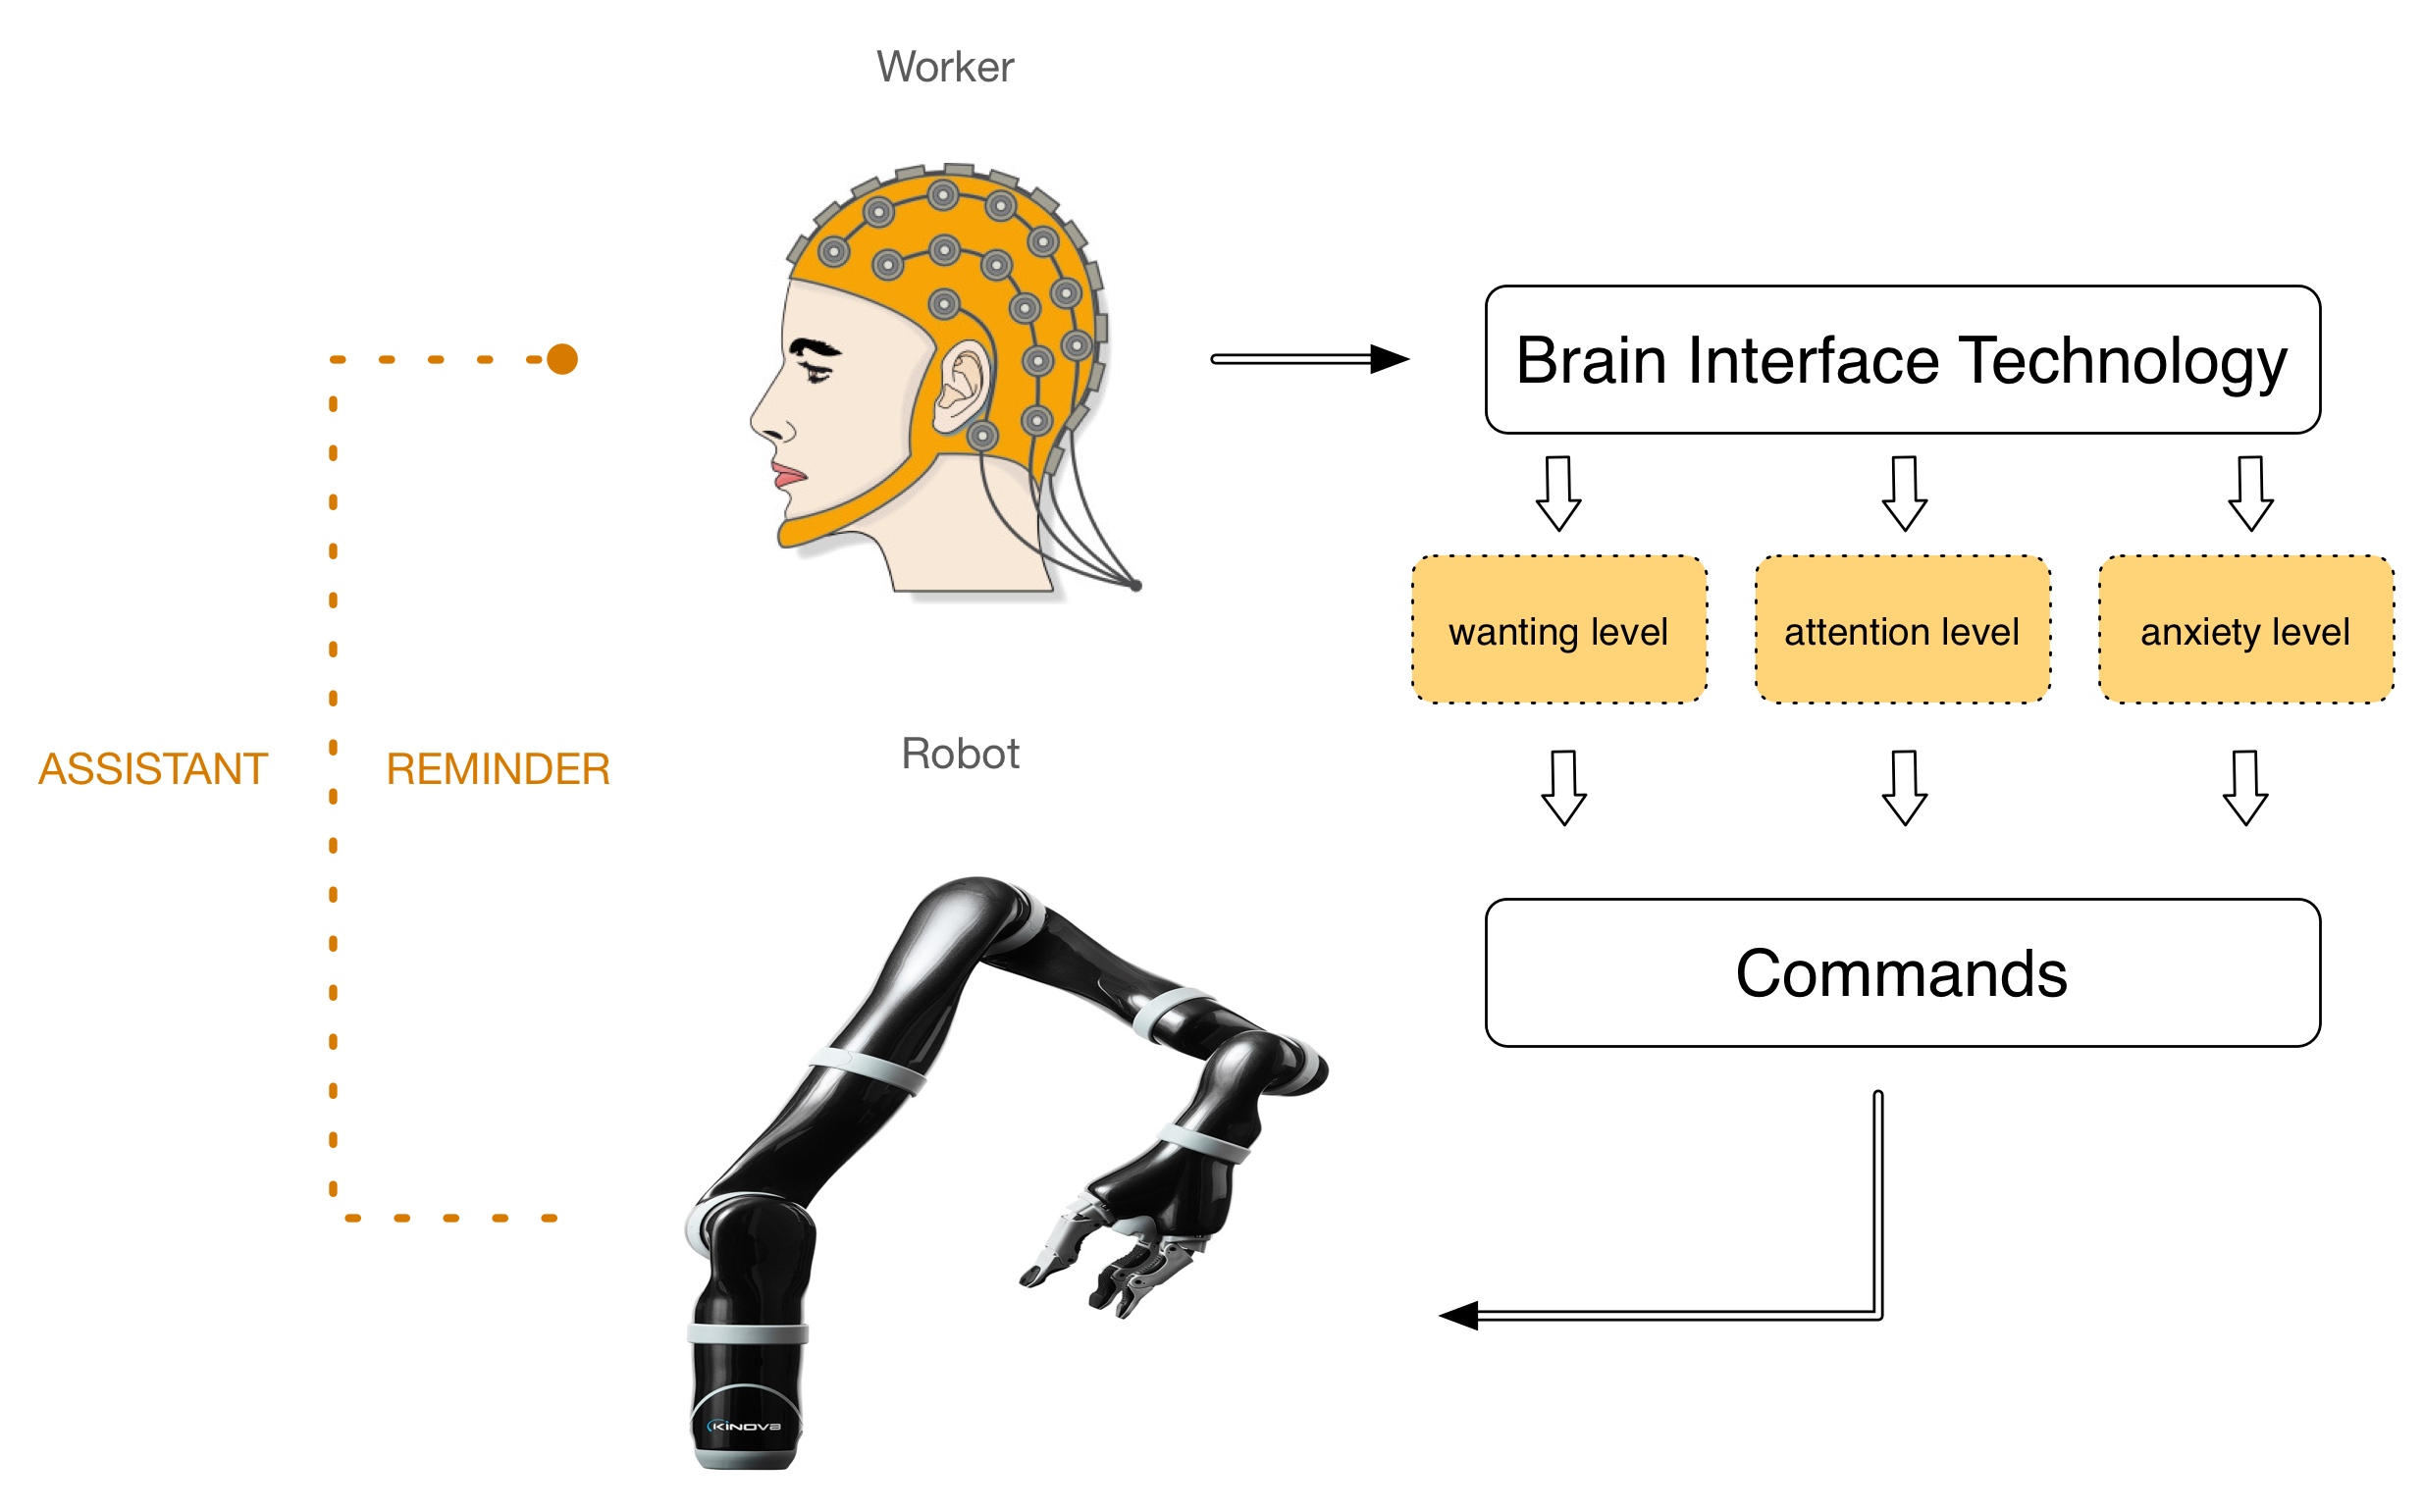 Worker
Brain Interface Technology
wanting level
attention level
anxiety level
ASSISTANT
REMINDER
Robot
Commands
KINOVA